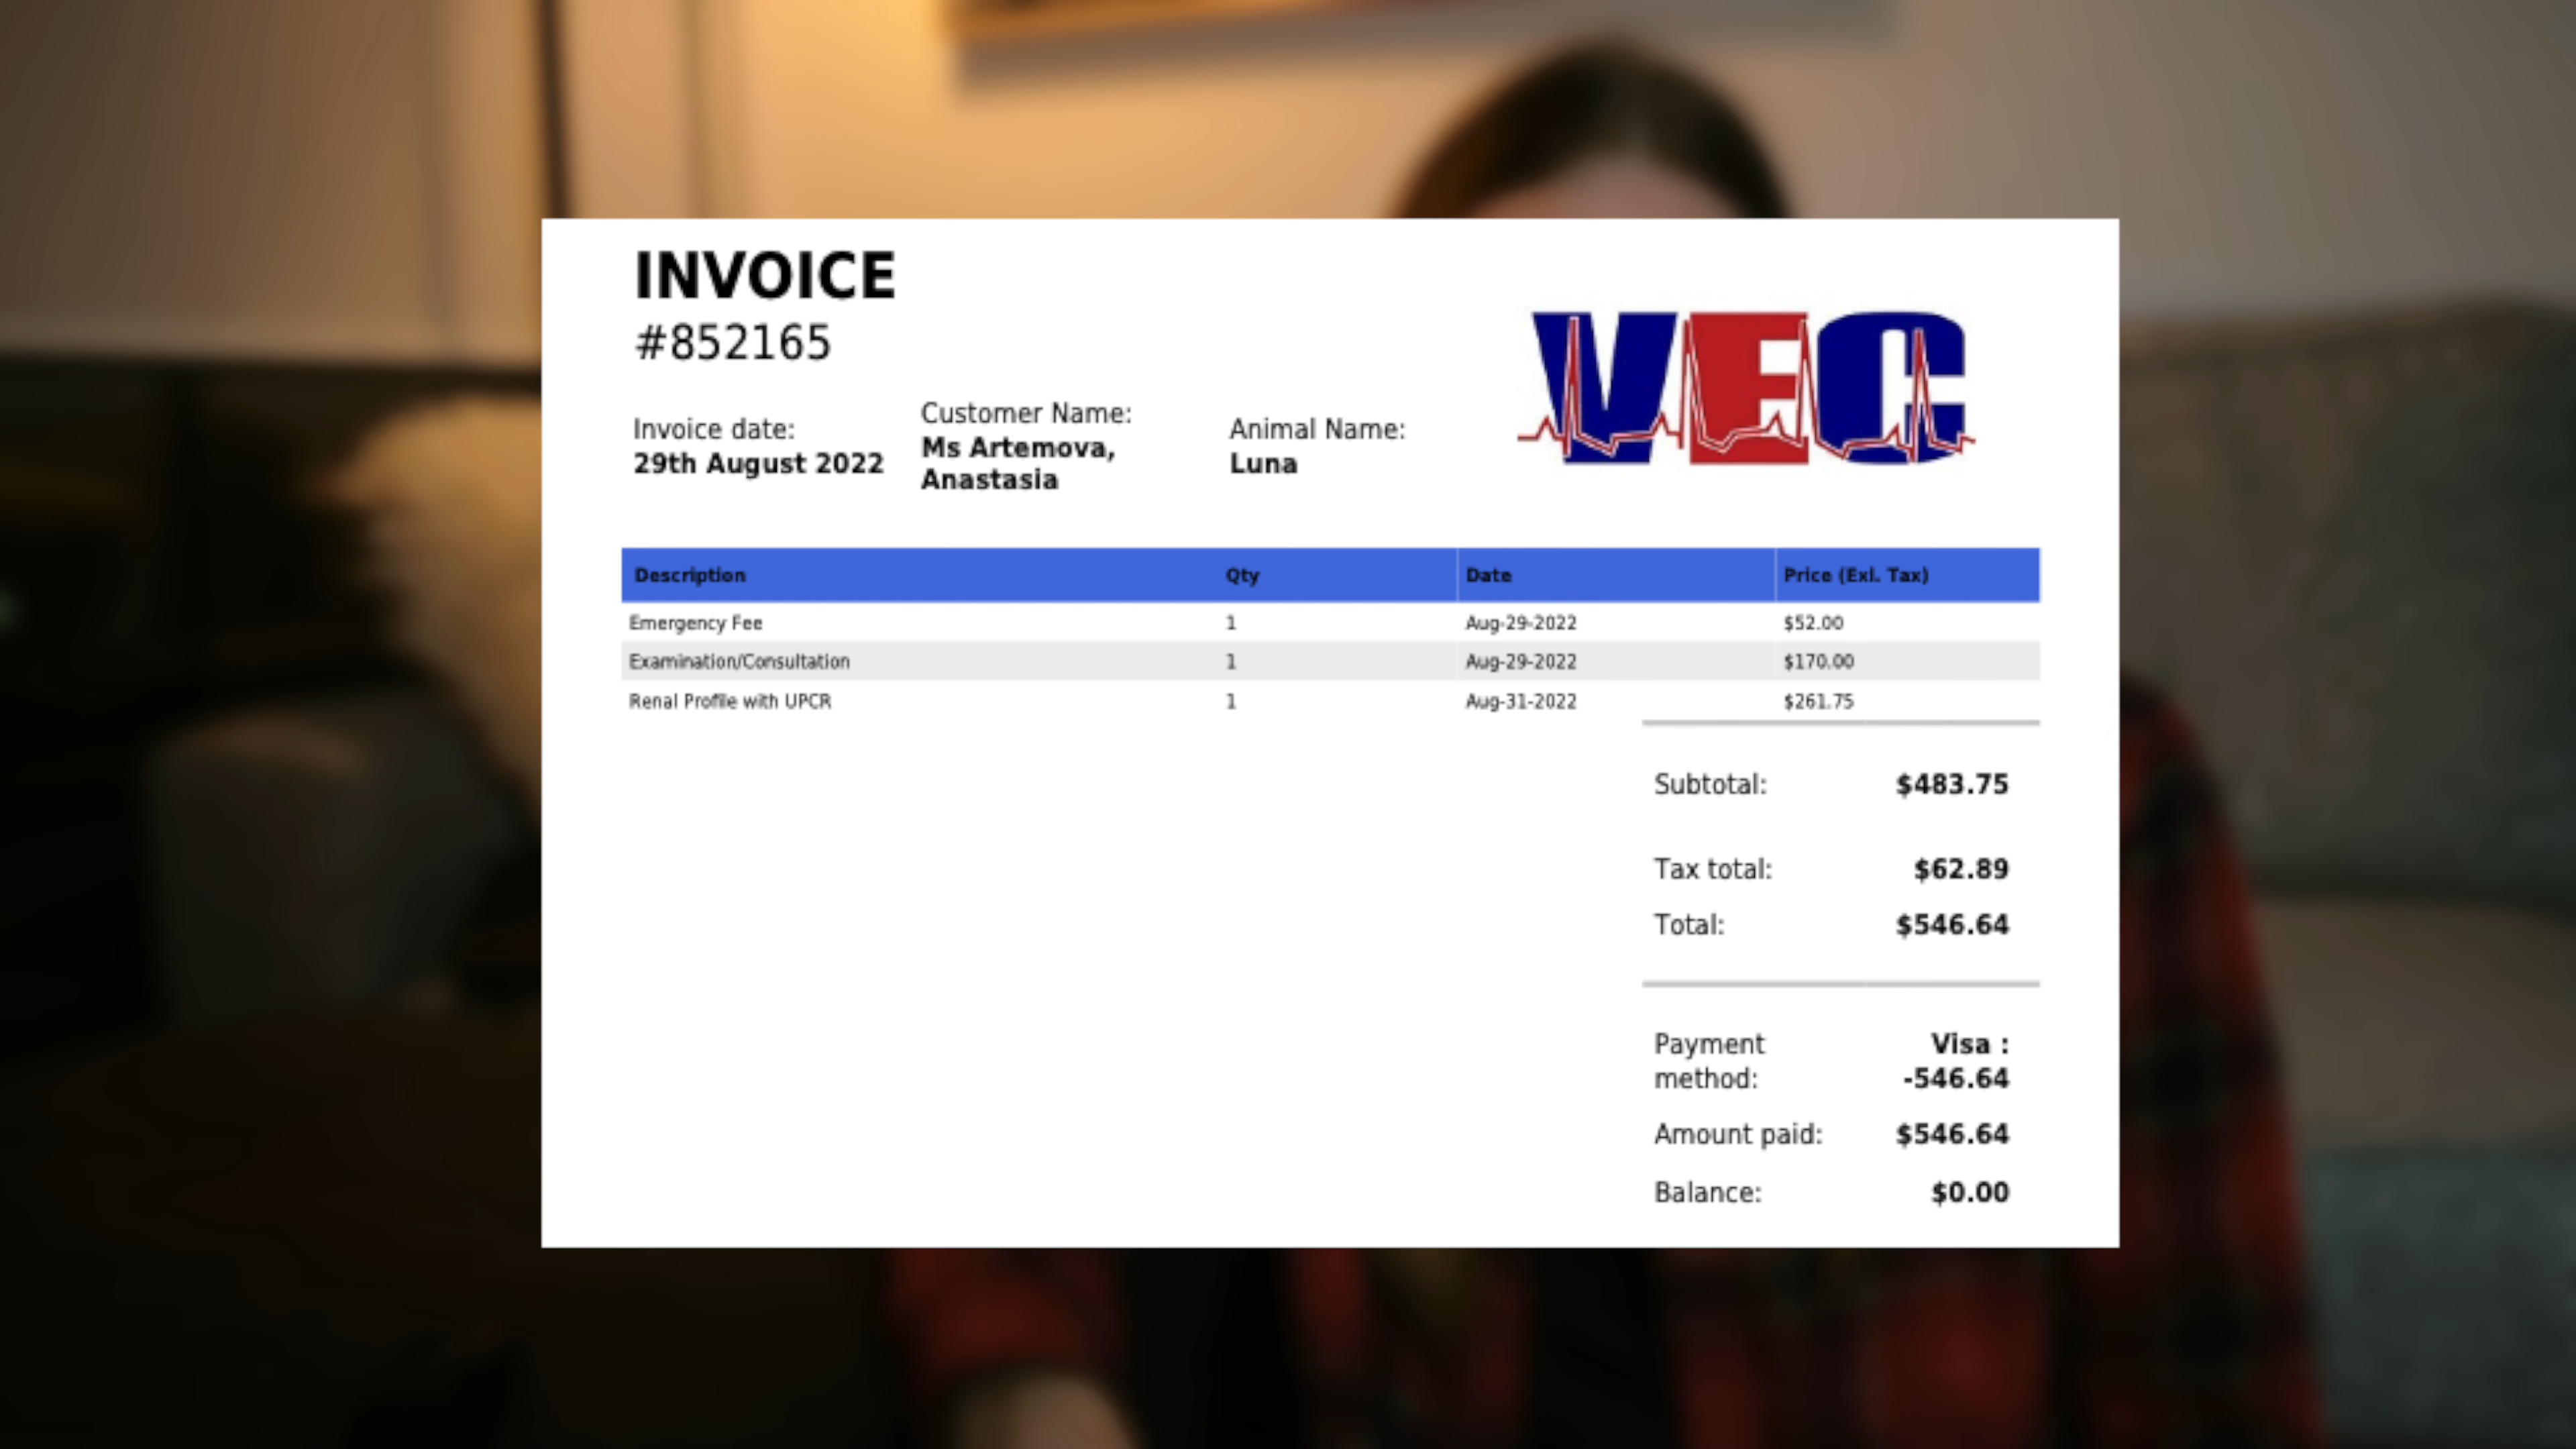 INVOICE
#852165
VEC
Invoice date:
29th August 2022
Customer Name:
Ms Artemova,
Anastasia
Animal Name:
Luna
Description Qty Date Price (Exl. Tax)
Emergency Fee 1 Aug-29-2022 $52.00
Examination/Consultation 1 Aug-29-2022 $170.00
Renal Profile with UPCR 1 Aug-31-2022 $261.75
Subtotal: $483.75
Tax total: $62.89
Total: $546.64
Payment Visa :
method: -546.64
Amount paid: $546.64
Balance: $0.00